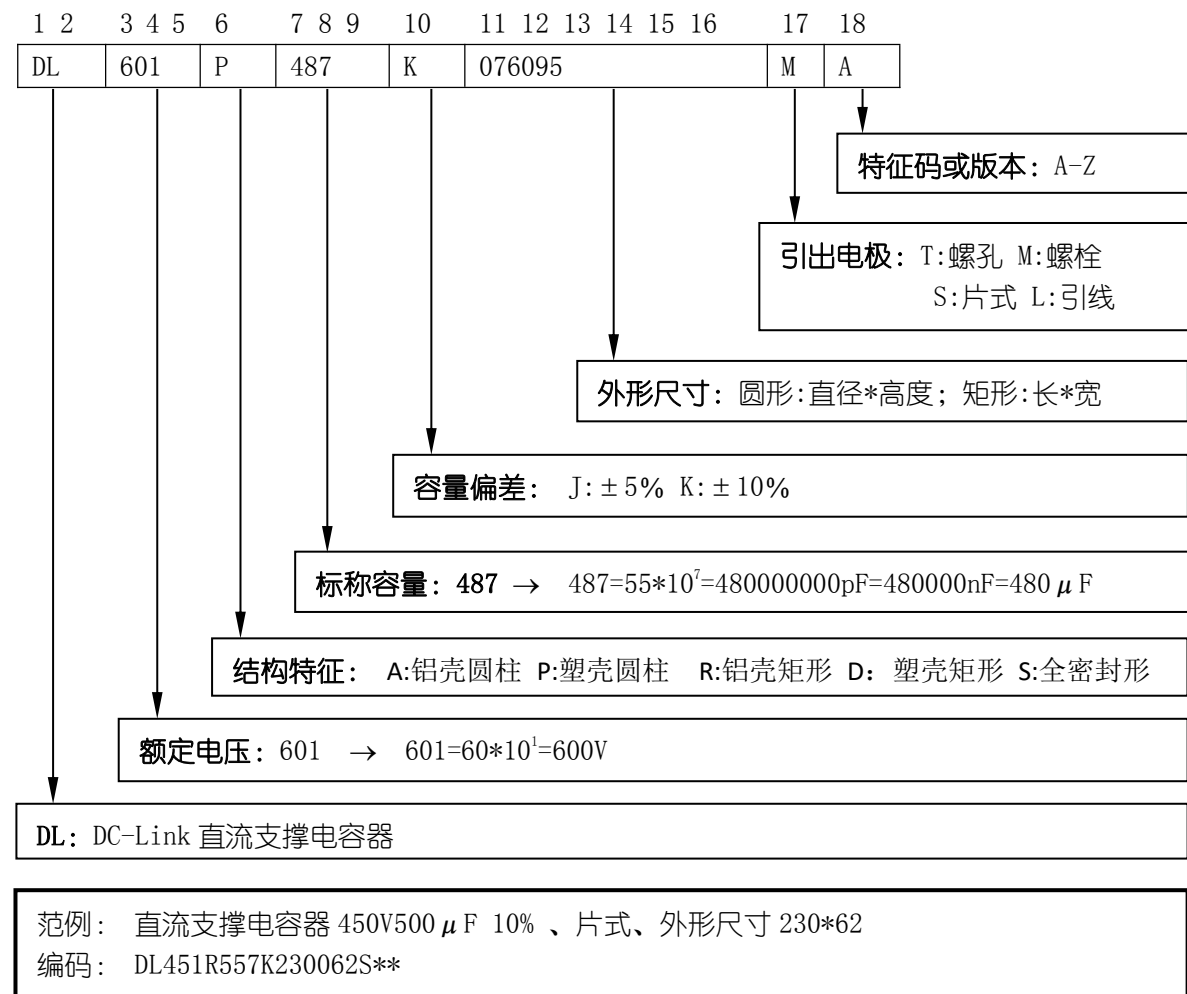 1 2 3 4 5 6 7 8 9 10 11 12 13 14 15 16 17 18
DL 601 P 487 K 076095 M A
特征码或版本: A-Z
引出电极: T:螺孔 M:螺栓
S:片式 L:引线
外形尺寸: 圆形:直径*高度; 矩形:长*宽
容量偏差: J:±5% K:±10%
标称容量: 487 → 487=55*10⁷=480000000pF=480000nF=480μF
结构特征: A:铝壳圆柱 P:塑壳圆柱 R:铝壳矩形 D: 塑壳矩形 S:全密封形
额定电压: 601 → 601=60*10¹=600V
DL: DC-Link 直流支撑电容器
范例: 直流支撑电容器 450V500μF 10% 、片式、外形尺寸 230*62
编码: DL451R557K230062S**